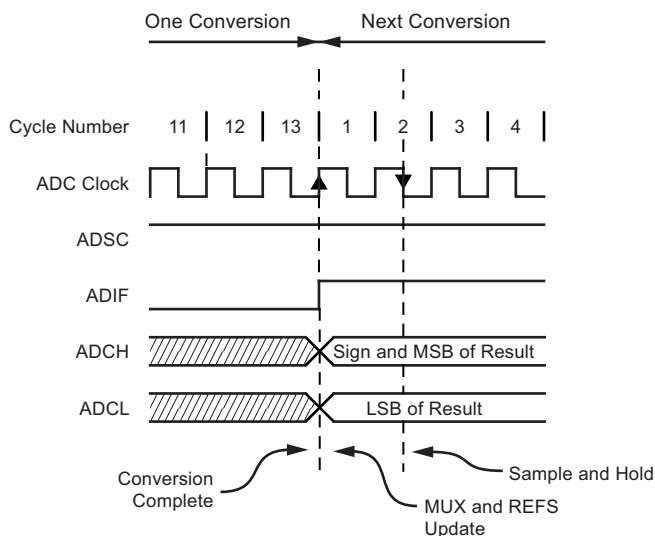 One Conversion Next Conversion
Cycle Number 11 12 13 1 2 3 4
ADC Clock
ADSC
ADIF
ADCH Sign and MSB of Result
ADCL LSB of Result
Conversion
Complete
MUX and REFS
Update
Sample and Hold